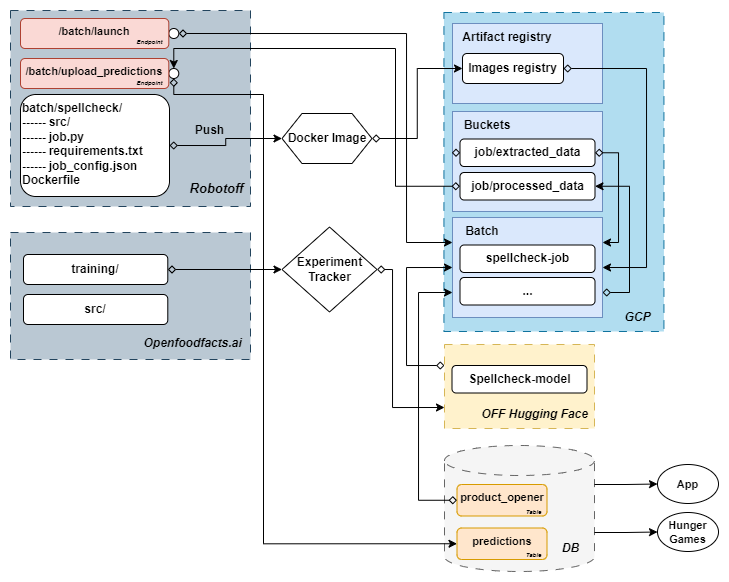 /batch/launch
Endpoint
/batch/upload_predictions
Endpoint
batch/spellcheck/
------ src/
------ job.py
------ requirements.txt
------ job_config.json
Dockerfile
Robotoff
Push
Docker Image
Artifact registry
Images registry
Buckets
job/extracted_data
job/processed_data
Batch
spellcheck-job
...
GCP
training/
src/
Openfoodfacts.ai
Experiment
Tracker
Spellcheck-model
OFF Hugging Face
product_opener
Table
predictions
Table
DB
App
Hunger
Games